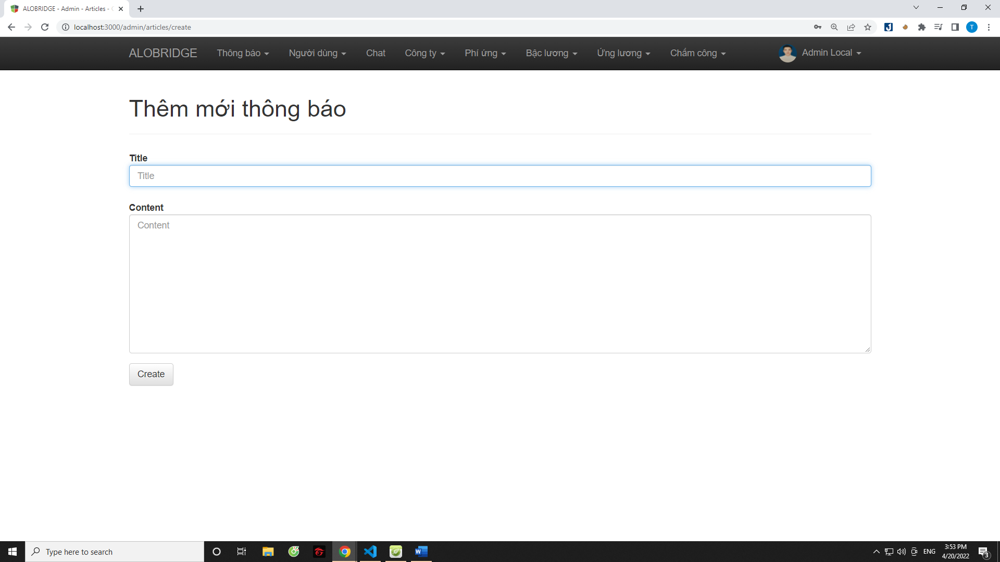 ALOBRIDGE - Admin - Articles -
localhost:3000/admin/articles/create
T
ALOBRIDGE Thông báo Người dùng Chat Công ty Phí ứng Bậc lương Ứng lương Chấm công Admin Local
Thêm mới thông báo
Title
Title
Content
Content
Create
Type here to search
ENG
3:53 PM
4/20/2022
3